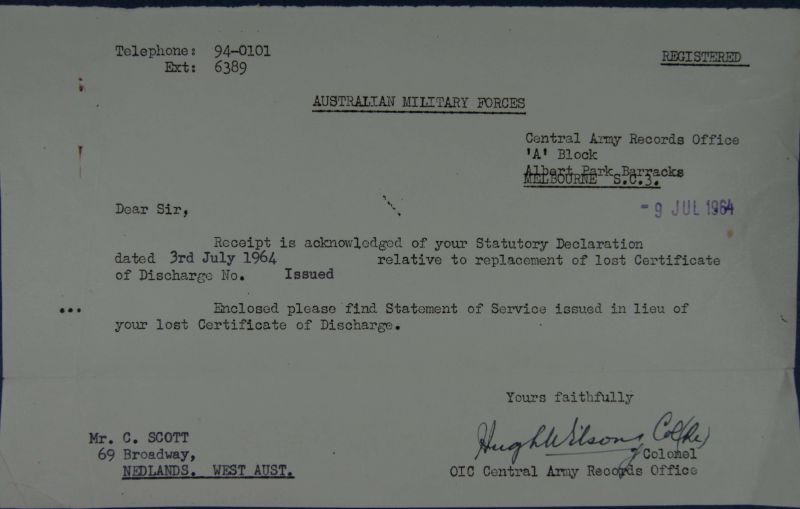 Telephone: 94-0101
Ext: 6389
REGISTERED
AUSTRALIAN MILITARY FORCES
Central Army Records Office
'A' Block
Albert Park Barracks
MELBOURNE S.C.3.
- 9 JUL 1964
Dear Sir,
Receipt is acknowledged of your Statutory Declaration
dated 3rd July 1964 relative to replacement of lost Certificate
of Discharge No. Issued
... Enclosed please find Statement of Service issued in lieu of
your lost Certificate of Discharge.
Yours faithfully
Hugh Wilson Col (Rl)
Colonel
OIC Central Army Records Office
Mr. C. SCOTT
69 Broadway,
NEDLANDS. WEST AUST.